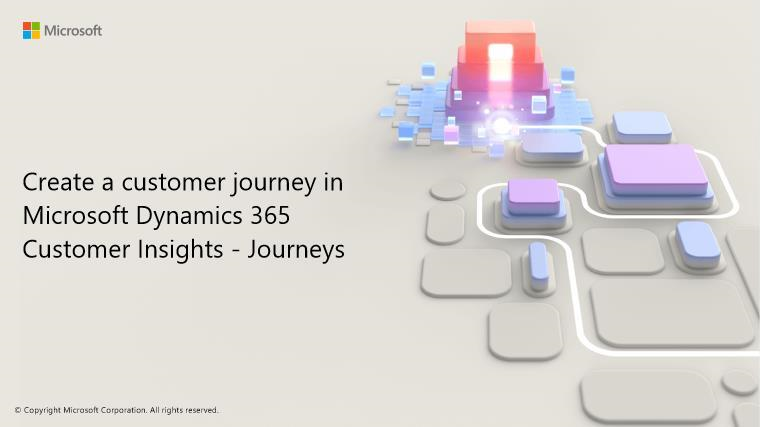 Microsoft
Create a customer journey in
Microsoft Dynamics 365
Customer Insights - Journeys
© Copyright Microsoft Corporation. All rights reserved.